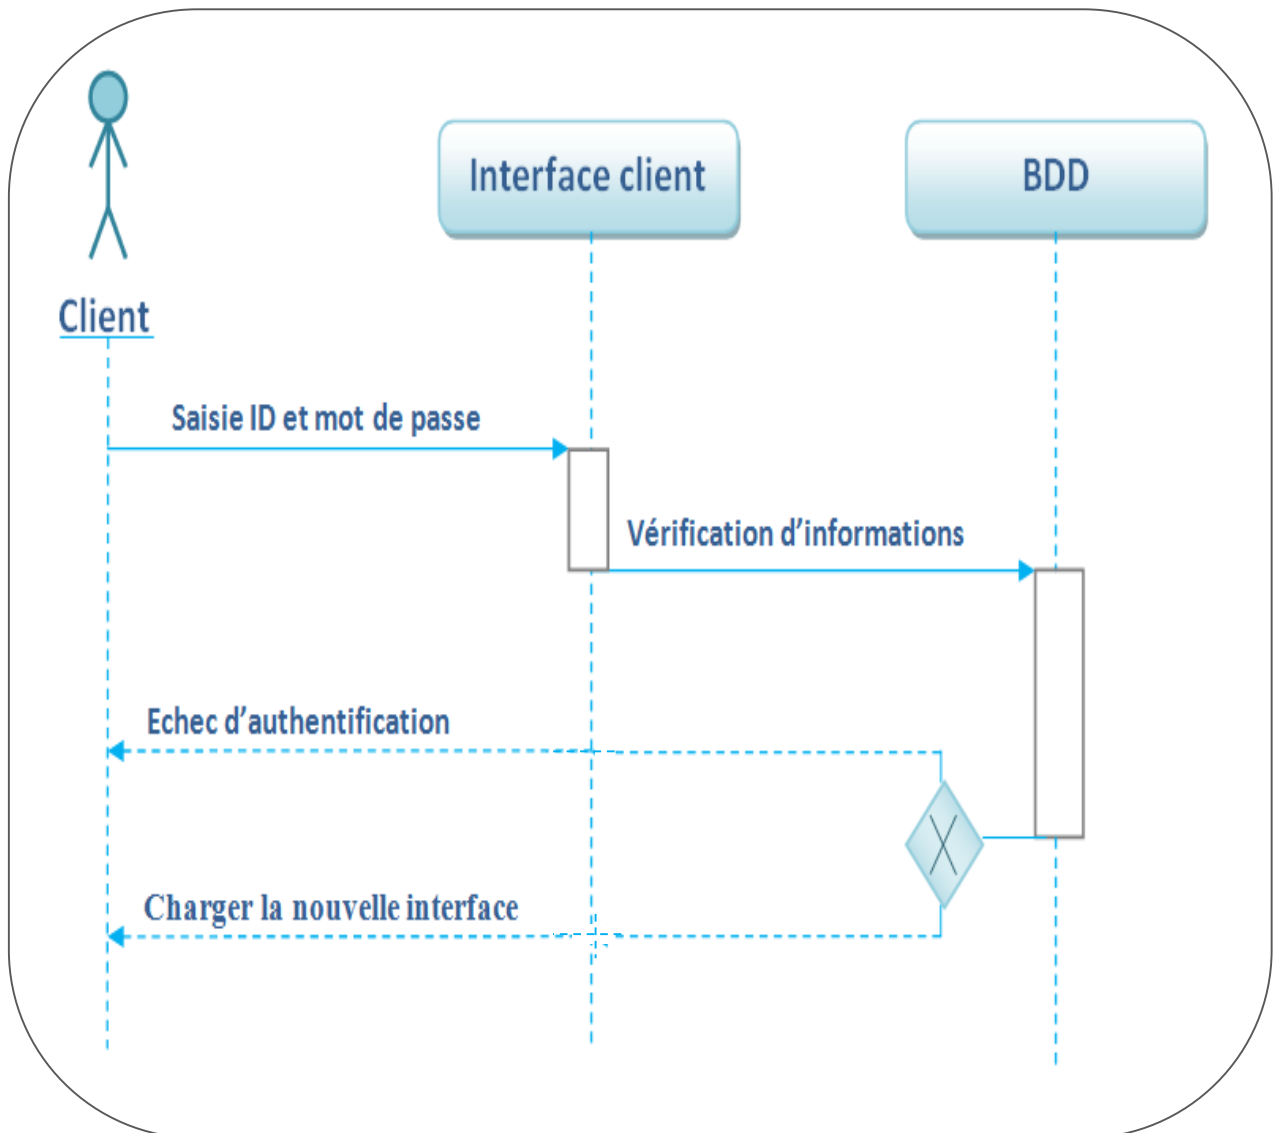 Interface client
BDD
Client
Saisie ID et mot de passe
Vérification d’informations
Echec d’authentification
Charger la nouvelle interface